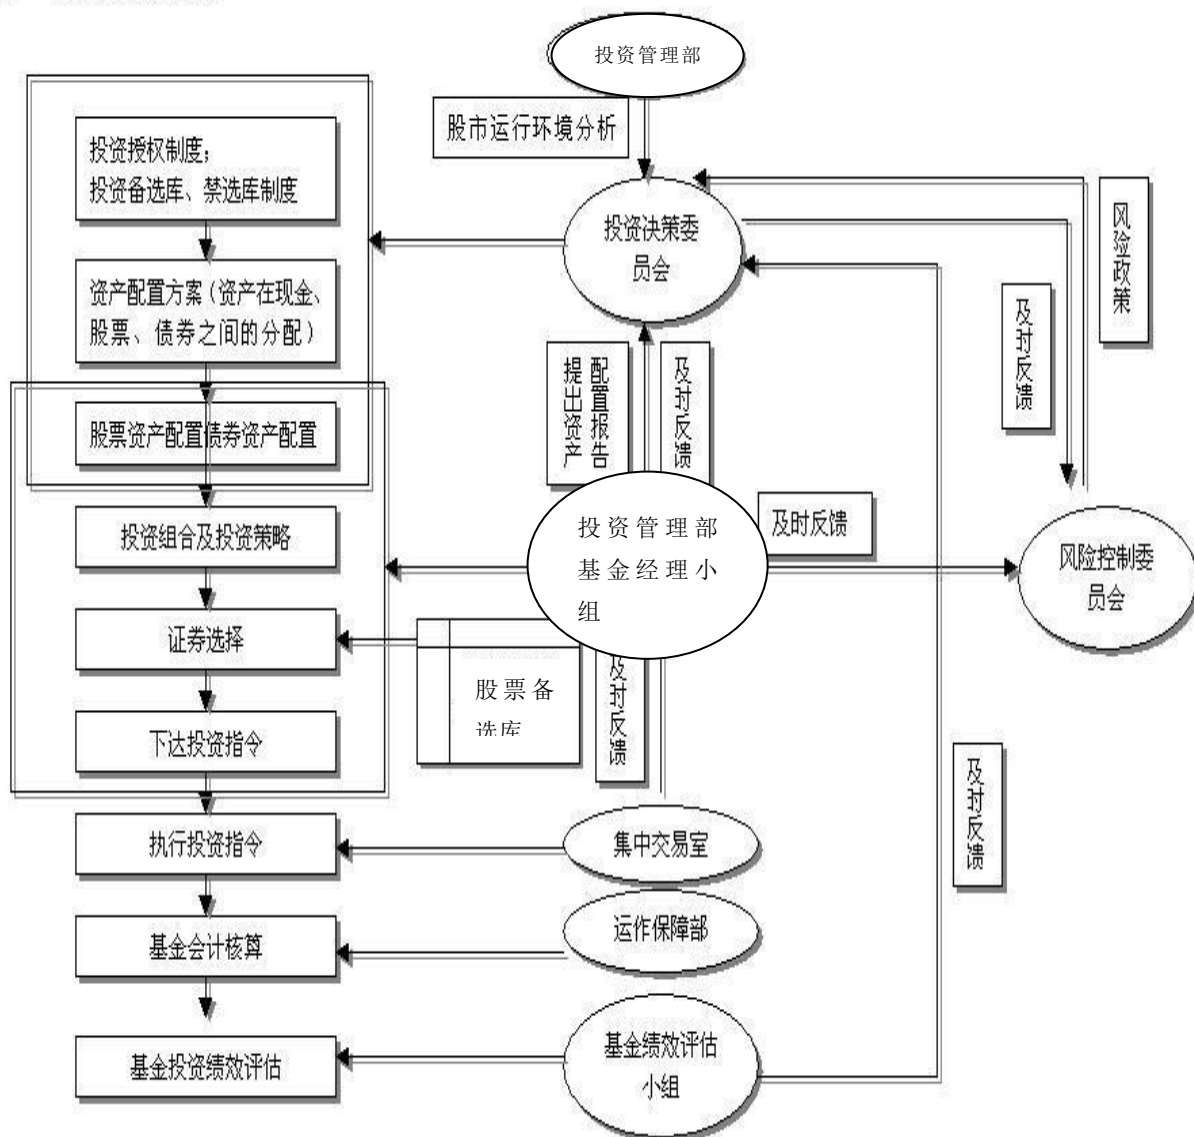 投资管理部
股市运行环境分析
投资授权制度；
投资备选库、禁选库制度
投资决策委
员会
风险政策
资产配置方案（资产在现金、
股票、债券之间的分配）
及时反馈
提出资产
配置报告
及时反馈
股票资产配置债券资产配置
投资管理部
基金经理小
组
及时反馈
投资组合及投资策略
风险控制委
员会
证券选择
股票备
选库
及时反馈
下达投资指令
及时反馈
执行投资指令
集中交易室
运作保障部
基金会计核算
基金绩效评估
小组
基金投资绩效评估